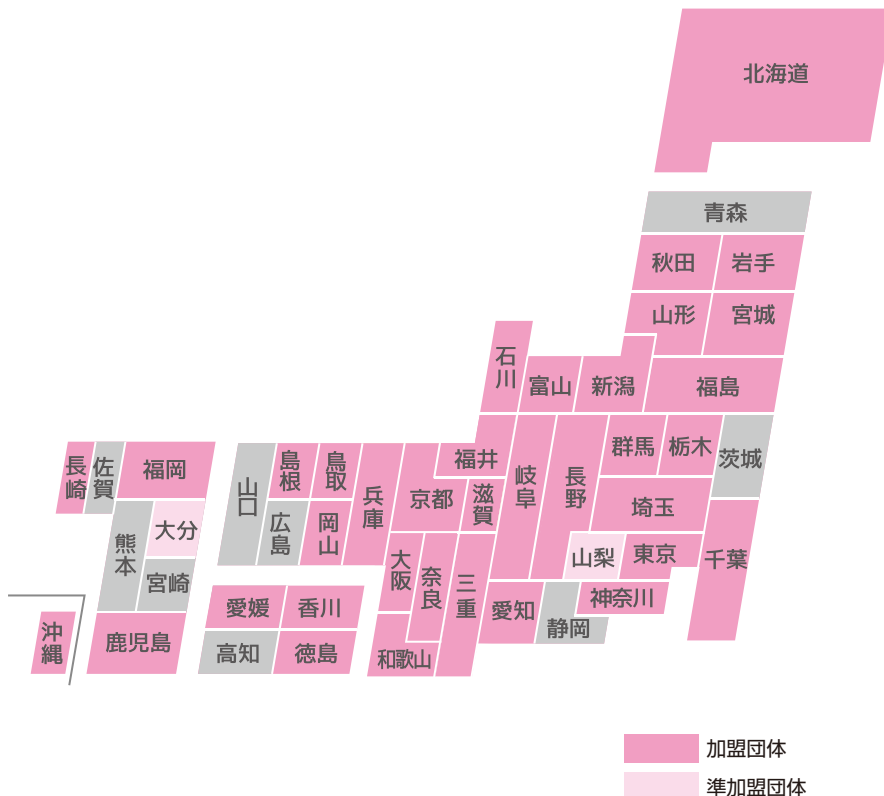 北海道
青森
秋田
岩手
山形
宮城
石川
富山
新潟
福島
群馬
栃木
茨城
福井
岐阜
長野
埼玉
千葉
山梨
東京
神奈川
静岡
愛知
長崎
佐賀
福岡
熊本
大分
宮崎
鹿児島
沖縄
山口
島根
鳥取
広島
岡山
兵庫
京都
滋賀
大阪
奈良
三重
和歌山
愛媛
香川
高知
徳島
加盟団体
準加盟団体